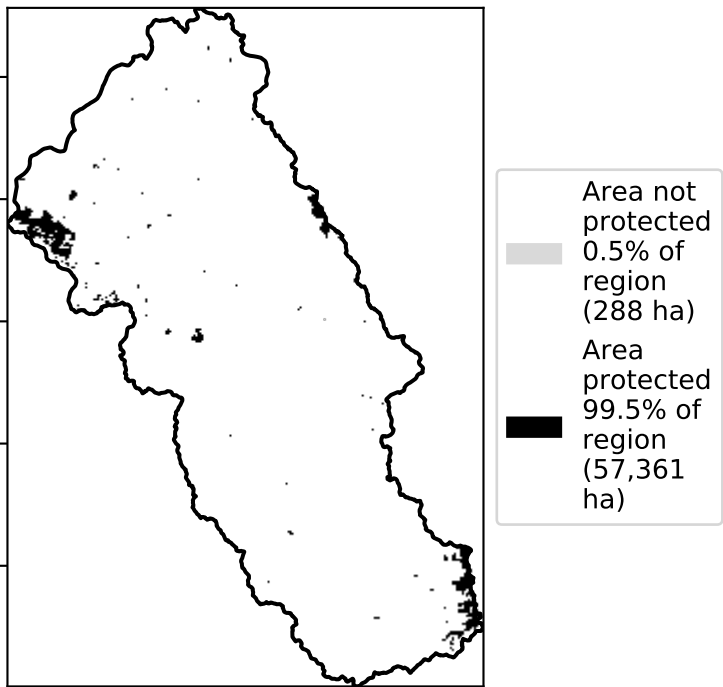 Area not
protected
0.5% of
region
(288 ha)
Area
protected
99.5% of
region
(57,361
ha)